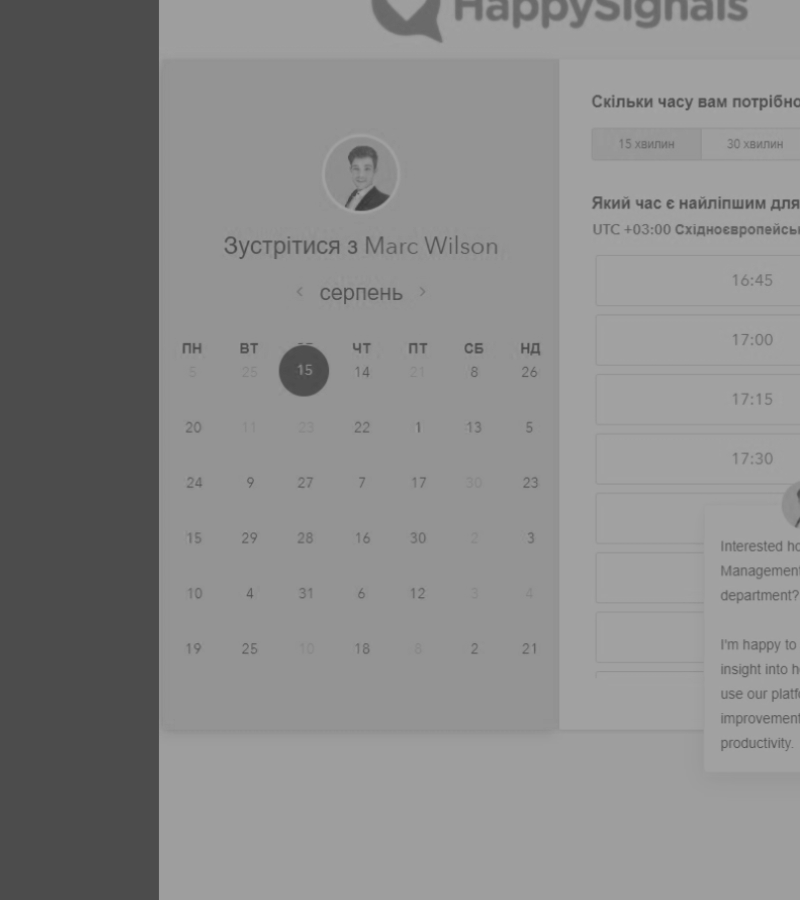 HappySignals
Скільки часу вам потрібно
15 хвилин 30 хвилин
Зустрітися з Marc Wilson
< серпень >
ПН ВТ ЧТ ПТ СБ НД
5 25 15 14 21 8 26
20 11 23 22 1 13 5
24 9 27 7 17 30 23
15 29 28 16 30 2 3
10 4 31 6 12 3 4
19 25 10 18 8 2 21
Який час є найліпшим для
UTC +03:00
16:45
17:00
17:15
17:30
Interested
Management
department?
I'm happy to
insight into
use our
improvement
productivity.